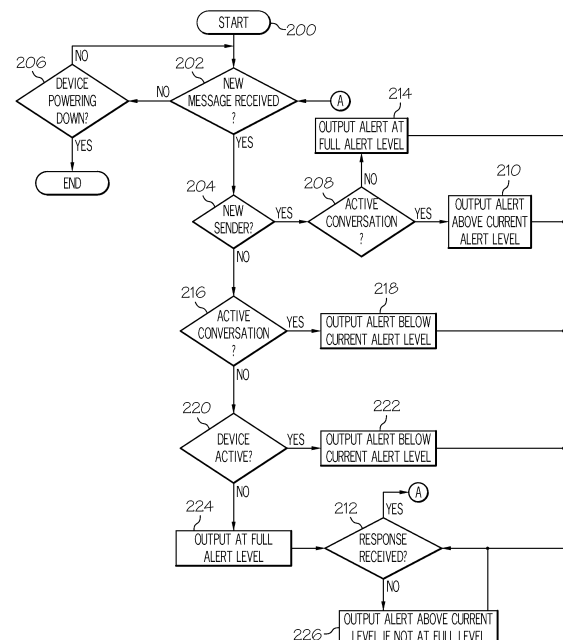 START
200
NO
206
202
DEVICE
POWERING
DOWN?
NO
NEW
MESSAGE RECEIVED
?
A
214
YES
YES
OUTPUT ALERT AT
FULL ALERT LEVEL
END
204
208
NO
210
NEW
SENDER?
YES
ACTIVE
CONVERSATION
?
YES
OUTPUT ALERT
ABOVE CURRENT
ALERT LEVEL
NO
216
218
ACTIVE
CONVERSATION
?
YES
OUTPUT ALERT BELOW
CURRENT ALERT LEVEL
NO
220
222
DEVICE
ACTIVE?
YES
OUTPUT ALERT BELOW
CURRENT ALERT LEVEL
NO
A
224
212
YES
OUTPUT AT FULL
ALERT LEVEL
RESPONSE
RECEIVED?
NO
226
OUTPUT ALERT ABOVE CURRENT
LEVEL IF NOT AT FULL LEVEL